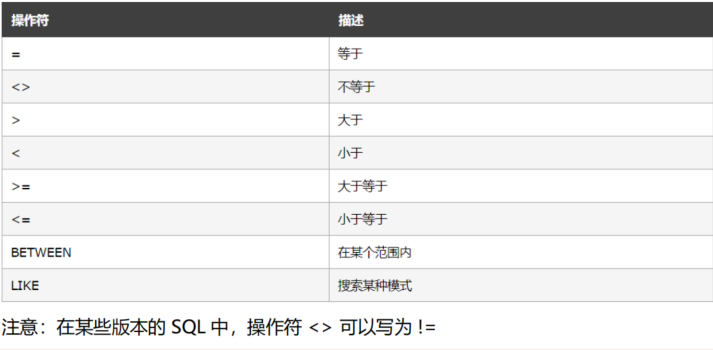 操作符 描述
= 等于
<> 不等于
> 大于
< 小于
>= 大于等于
<= 小于等于
BETWEEN 在某个范围内
LIKE 搜索某种模式
注意：在某些版本的 SQL 中，操作符 <> 可以写为 !=